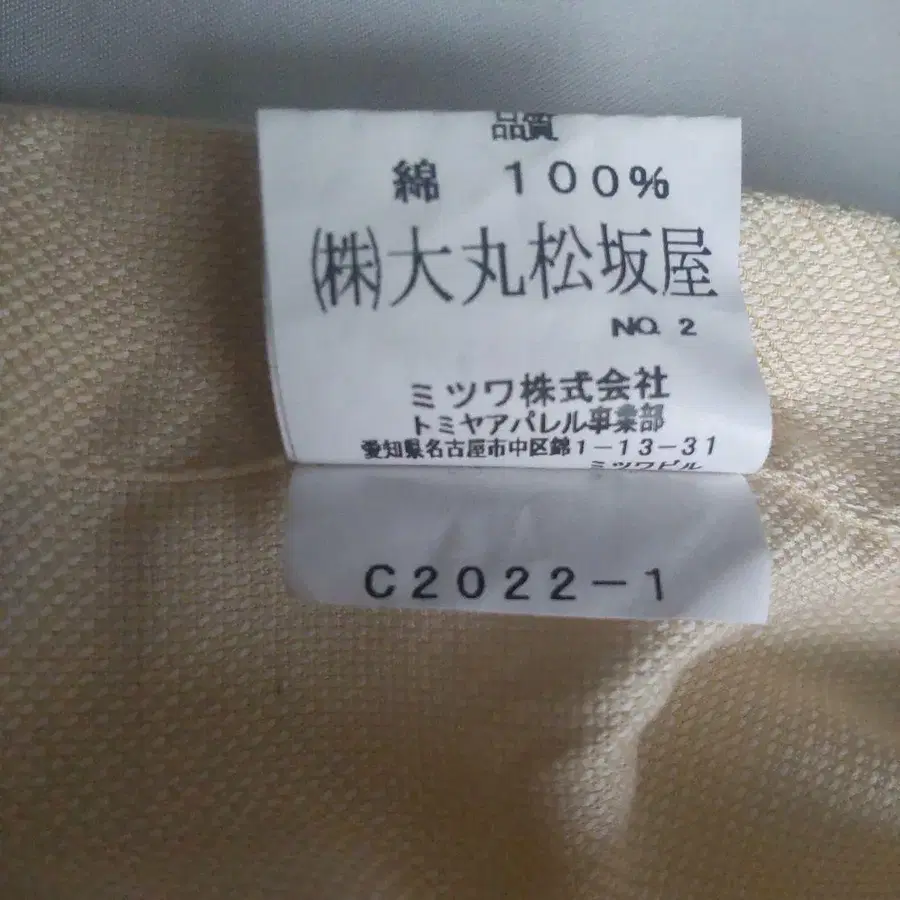 品質
綿 100%
㈱大丸松坂屋
NO. 2
ミツワ株式会社
トミヤアパレル事業部
愛知県名古屋市中区錦1-13-31
ミツワビル
C2022-1